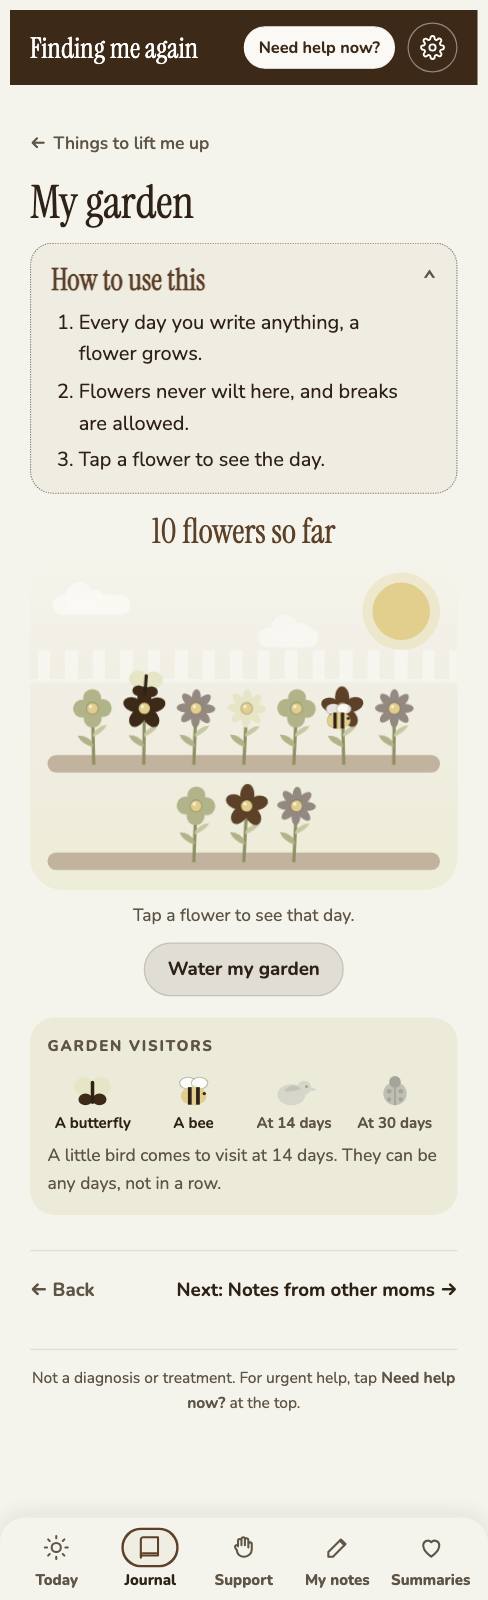 Finding me again
Need help now?
← Things to lift me up
My garden
How to use this
1. Every day you write anything, a
flower grows.
2. Flowers never wilt here, and breaks
are allowed.
3. Tap a flower to see the day.
10 flowers so far
Tap a flower to see that day.
Water my garden
GARDEN VISITORS
A butterfly
A bee
At 14 days
At 30 days
A little bird comes to visit at 14 days. They can be
any days, not in a row.
← Back
Next: Notes from other moms →
Not a diagnosis or treatment. For urgent help, tap Need help
now? at the top.
Today
Journal
Support
My notes
Summaries